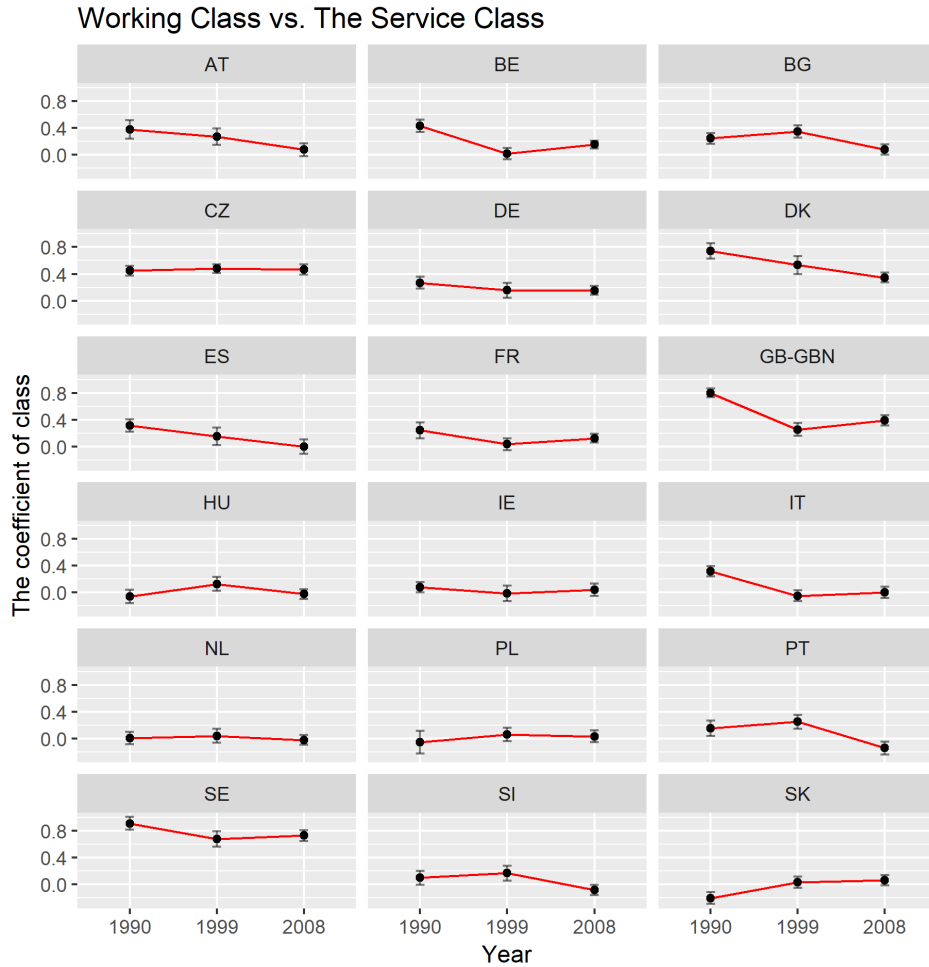 Working Class vs. The Service Class
AT BE BG
0.8
0.4
0.0
CZ DE DK
0.8
0.4
0.0
ES FR GB-GBN
0.8
0.4
0.0
HU IE IT
0.8
0.4
0.0
NL PL PT
0.8
0.4
0.0
SE SI SK
0.8
0.4
0.0
The coefficient of class
1990 1999 2008 1990 1999 2008 1990 1999 2008
Year